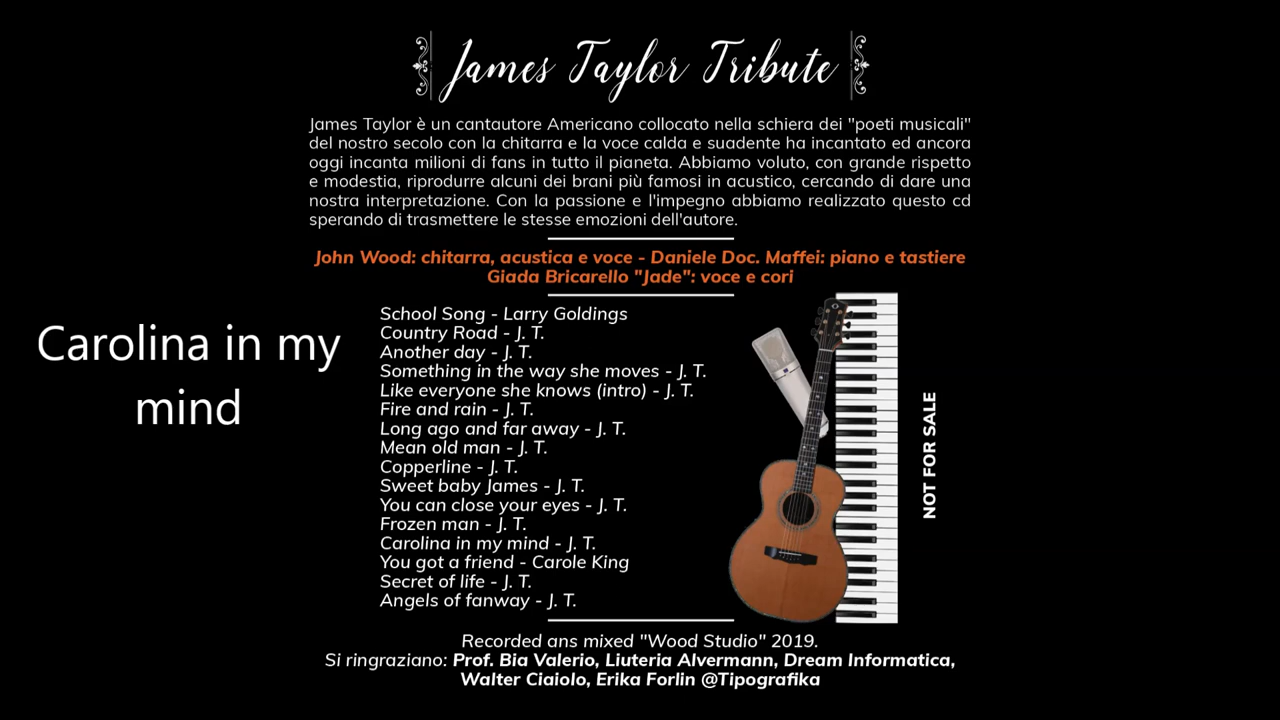 James Taylor Tribute
James Taylor è un cantautore Americano collocato nella schiera dei "poeti musicali"
del nostro secolo con la chitarra e la voce calda e suadente ha incantato ed ancora
oggi incanta milioni di fans in tutto il pianeta. Abbiamo voluto, con grande rispetto
e modestia, riprodurre alcuni dei brani più famosi in acustico, cercando di dare una
nostra interpretazione. Con la passione e l'impegno abbiamo realizzato questo cd
sperando di trasmettere le stesse emozioni dell'autore.
John Wood: chitarra, acustica e voce - Daniele Doc. Maffei: piano e tastiere
Giada Bricarello "Jade": voce e cori
Carolina in my
mind
School Song - Larry Goldings
Country Road - J. T.
Another day - J. T.
Something in the way she moves - J. T.
Like everyone she knows (intro) - J. T.
Fire and rain - J. T.
Long ago and far away - J. T.
Mean old man - J. T.
Copperline - J. T.
Sweet baby James - J. T.
You can close your eyes - J. T.
Frozen man - J. T.
Carolina in my mind - J. T.
You got a friend - Carole King
Secret of life - J. T.
Angels of fanway - J. T.
NOT FOR SALE
Recorded ans mixed "Wood Studio" 2019.
Si ringraziano: Prof. Bia Valerio, Liuteria Alvermann, Dream Informatica,
Walter Ciaiolo, Erika Forlin @Tipografika